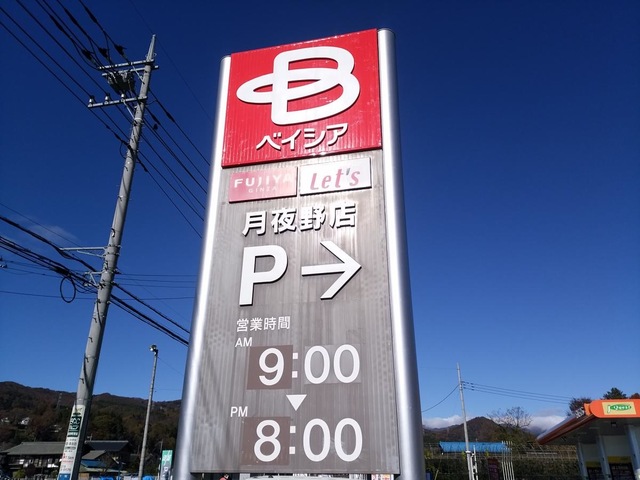 B
ベイシア
FUJIYA
GINZA
Let's
月夜野店
P→
営業時間
AM
9:00
▼
PM
8:00